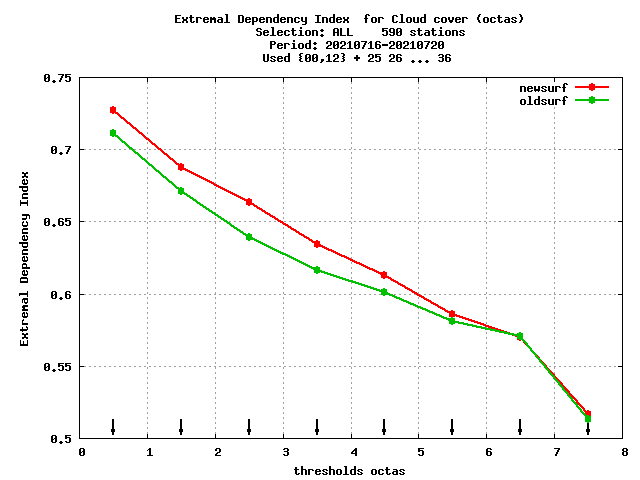 Extremal Dependency Index  for Cloud cover (octas)
Selection: ALL    590 stations
Period: 20210716-20210720
Used {00,12} + 25 26 ... 36
newsurf
oldsurf
0.75
0.7
0.65
0.6
0.55
0.5
Extremal Dependency Index
0 1 2 3 4 5 6 7 8
thresholds octas